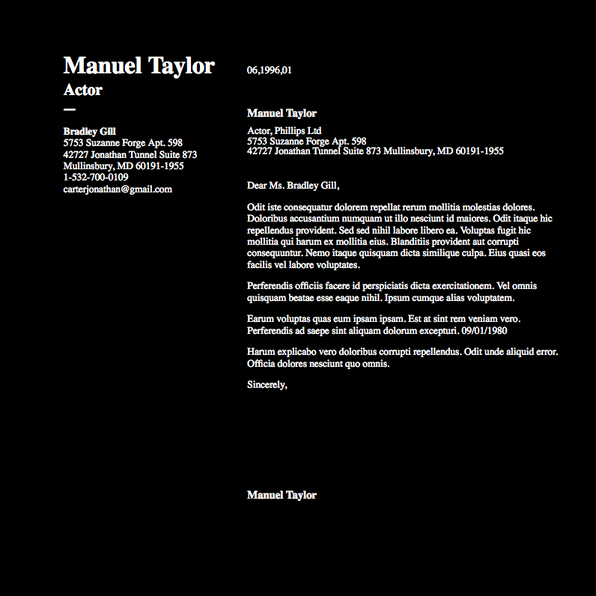 Manuel Taylor
Actor
—
Bradley Gill
5753 Suzanne Forge Apt. 598
42727 Jonathan Tunnel Suite 873
Mullinsbury, MD 60191-1955
1-532-700-0109
carterjonathan@gmail.com
06,1996,01
Manuel Taylor
Actor, Phillips Ltd
5753 Suzanne Forge Apt. 598
42727 Jonathan Tunnel Suite 873 Mullinsbury, MD 60191-1955
Dear Ms. Bradley Gill,
Odit iste consequatur dolorem repellat rerum mollitia molestias dolores.
Doloribus accusantium numquam ut illo nesciunt id maiores. Odit itaque hic
repellendus provident. Sed sed nihil labore libero ea. Voluptas fugit hic
mollitia qui harum ex mollitia eius. Blanditiis provident aut corrupti
consequuntur. Nemo itaque quisquam dicta similique culpa. Eius quasi eos
facilis vel labore voluptates.
Perferendis officiis facere id perspiciatis dicta exercitationem. Vel omnis
quisquam beatae esse eaque nihil. Ipsum cumque alias voluptatem.
Earum voluptas quas eum ipsam ipsam. Est at sint rem veniam vero.
Perferendis ad saepe sint aliquam dolorum excepturi. 09/01/1980
Harum explicabo vero doloribus corrupti repellendus. Odit unde aliquid error.
Officia dolores nesciunt quo omnis.
Sincerely,
Manuel Taylor